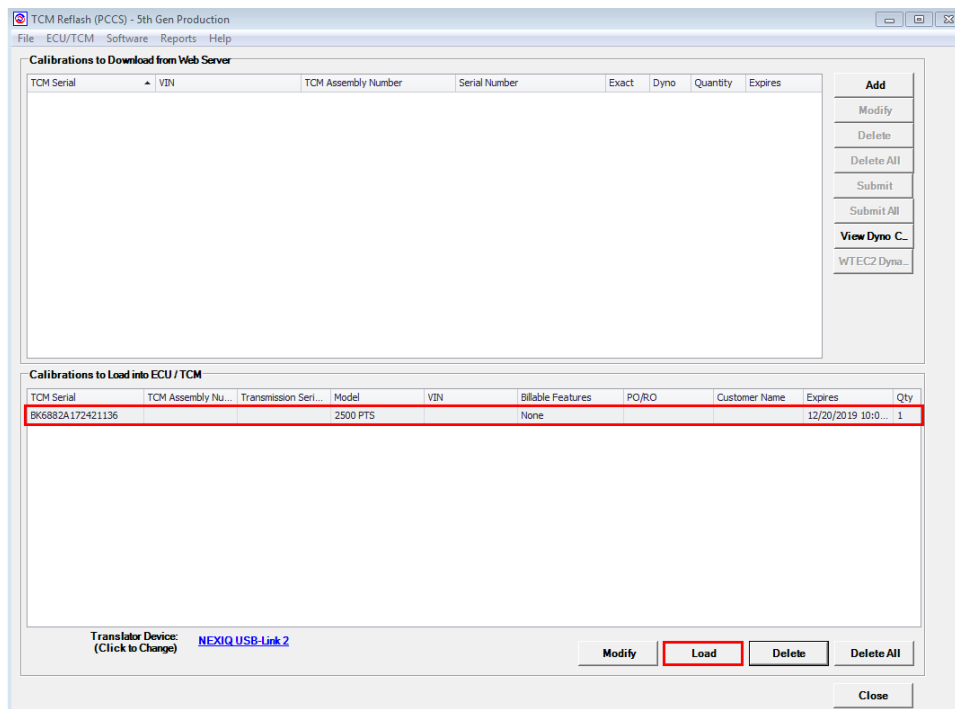 TCM Reflash (PCCS) - 5th Gen Production
File ECU/TCM Software Reports Help
Calibrations to Download from Web Server
TCM Serial VIN TCM Assembly Number Serial Number Exact Dyno Quantity Expires
Add
Modify
Delete
Delete All
Submit
Submit All
View Dyno C...
WTEC2 Dyna...
Calibrations to Load into ECU / TCM
TCM Serial TCM Assembly Nu... Transmission Seri... Model VIN Billable Features PO/RO Customer Name Expires Qty
BK6882A172421136 2500 PTS None 12/20/2019 10:0... 1
Translator Device:
(Click to Change)
NEXIQ USB-Link 2
Modify Load Delete Delete All
Close